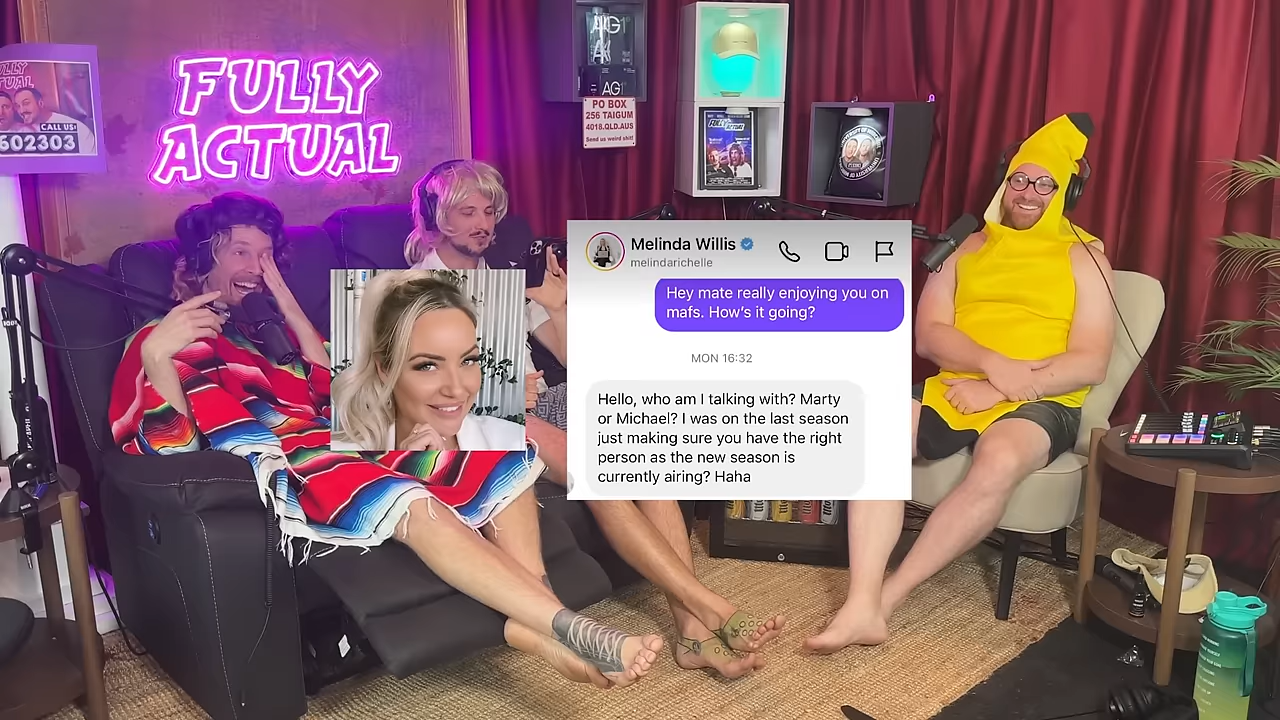 FULLY
ACTUAL
CALL US:
602303
AG1
AG1
PO BOX
256 TAIGUM
4018.QLD.AUS
Send us weird shit!
Melinda Willis
melindarichelle
Hey mate really enjoying you on
mafs. How's it going?
MON 16:32
Hello, who am I talking with? Marty
or Michael? I was on the last season
just making sure you have the right
person as the new season is
currently airing? Haha